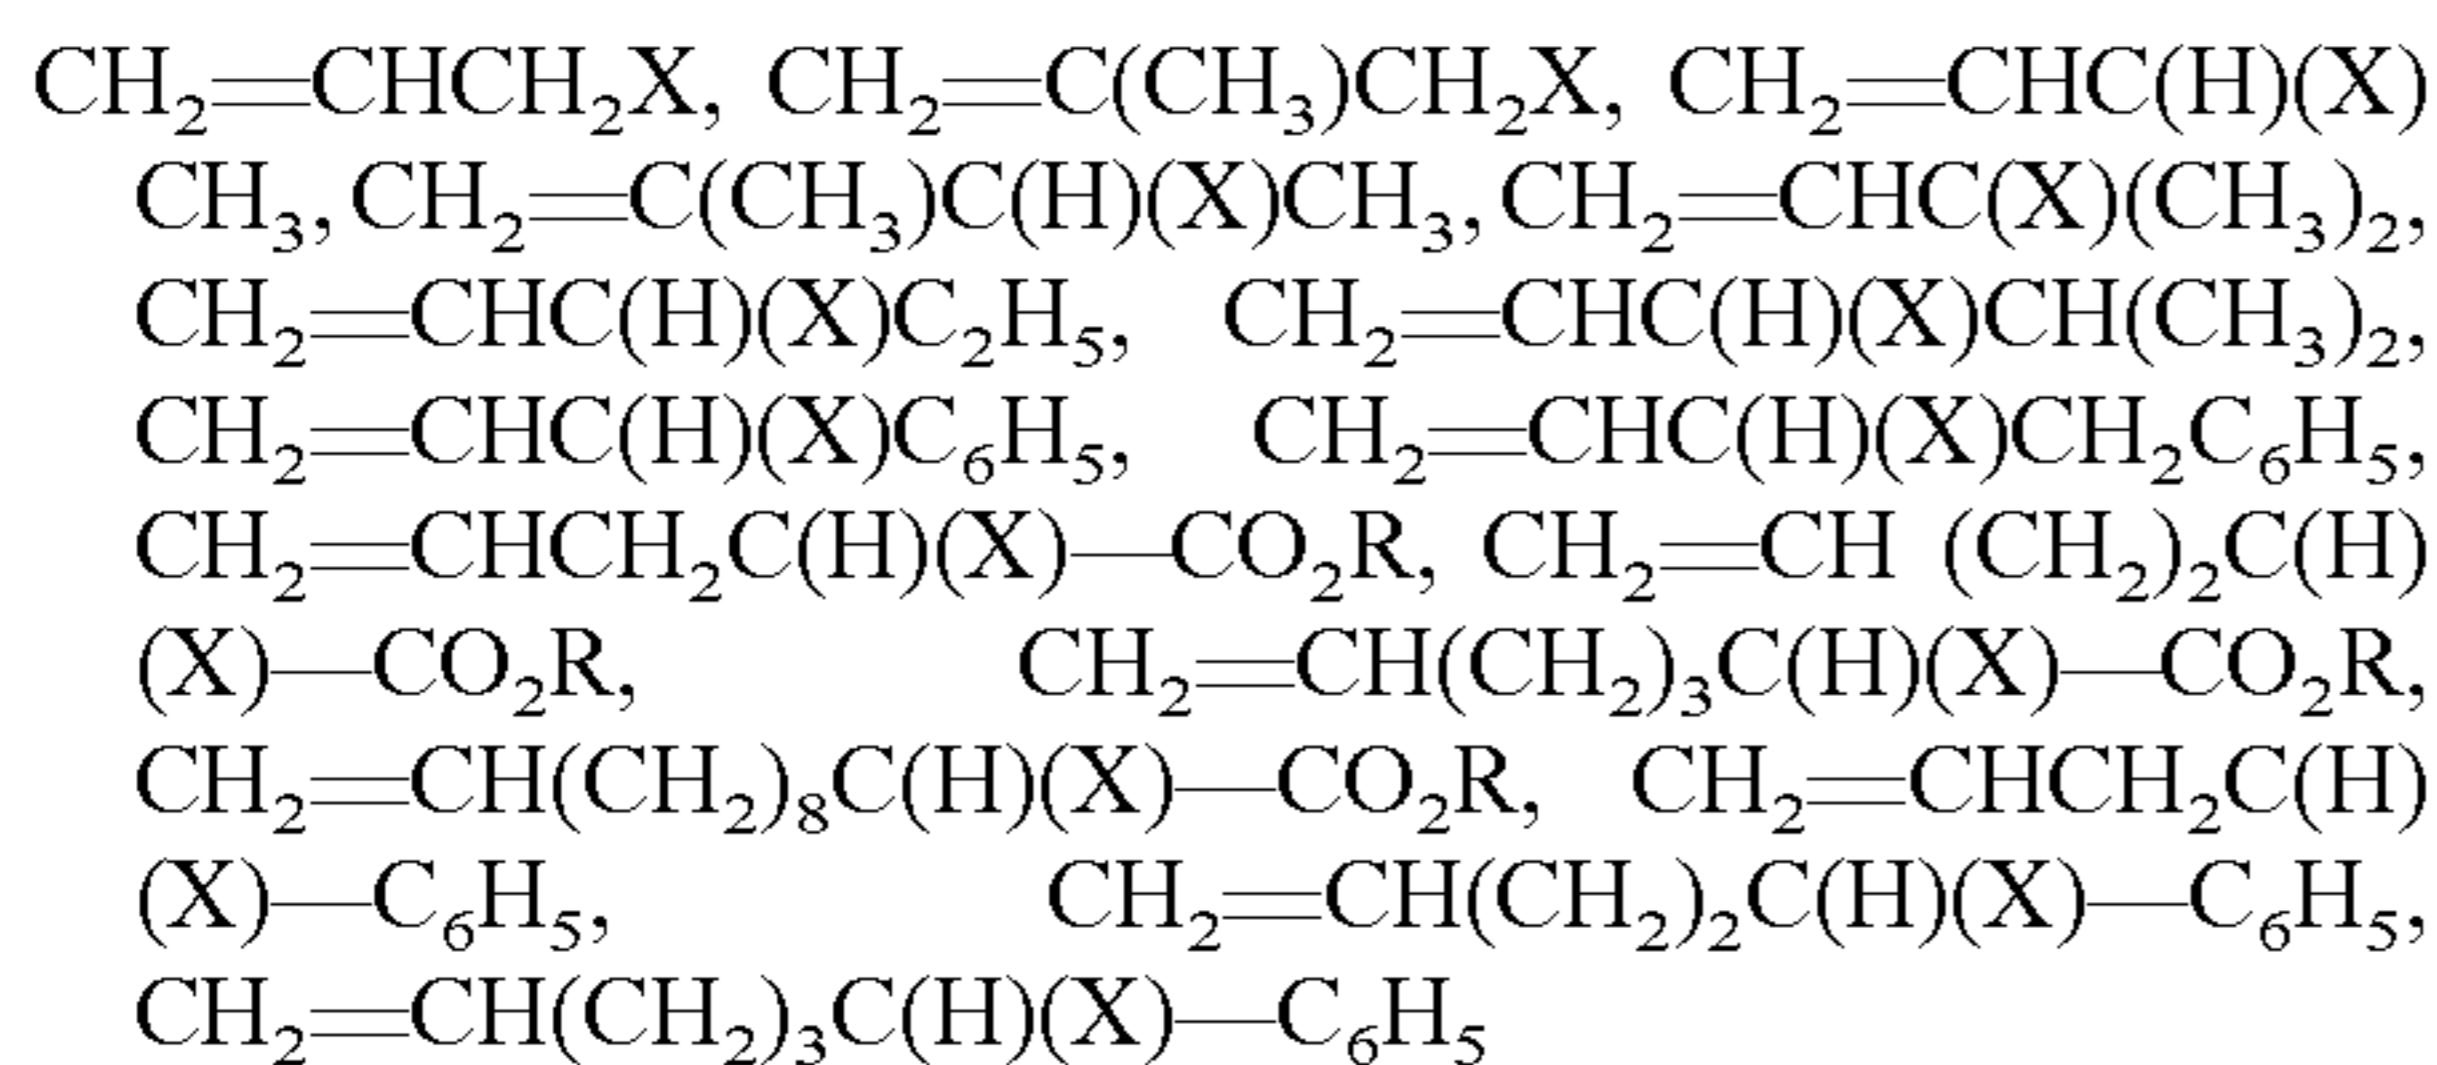 CH₂=CHCH₂X, CH₂=C(CH₃)CH₂X, CH₂=CHC(H)(X)
CH₃, CH₂=C(CH₃)C(H)(X)CH₃, CH₂=CHC(X)(CH₃)₂,
CH₂=CHC(H)(X)C₂H₅, CH₂=CHC(H)(X)CH(CH₃)₂,
CH₂=CHC(H)(X)C₆H₅, CH₂=CHC(H)(X)CH₂C₆H₅,
CH₂=CHCH₂C(H)(X)—CO₂R, CH₂=CH (CH₂)₂C(H)
(X)—CO₂R, CH₂=CH(CH₂)₃C(H)(X)—CO₂R,
CH₂=CH(CH₂)₈C(H)(X)—CO₂R, CH₂=CHCH₂C(H)
(X)—C₆H₅, CH₂=CH(CH₂)₂C(H)(X)—C₆H₅,
CH₂=CH(CH₂)₃C(H)(X)—C₆H₅